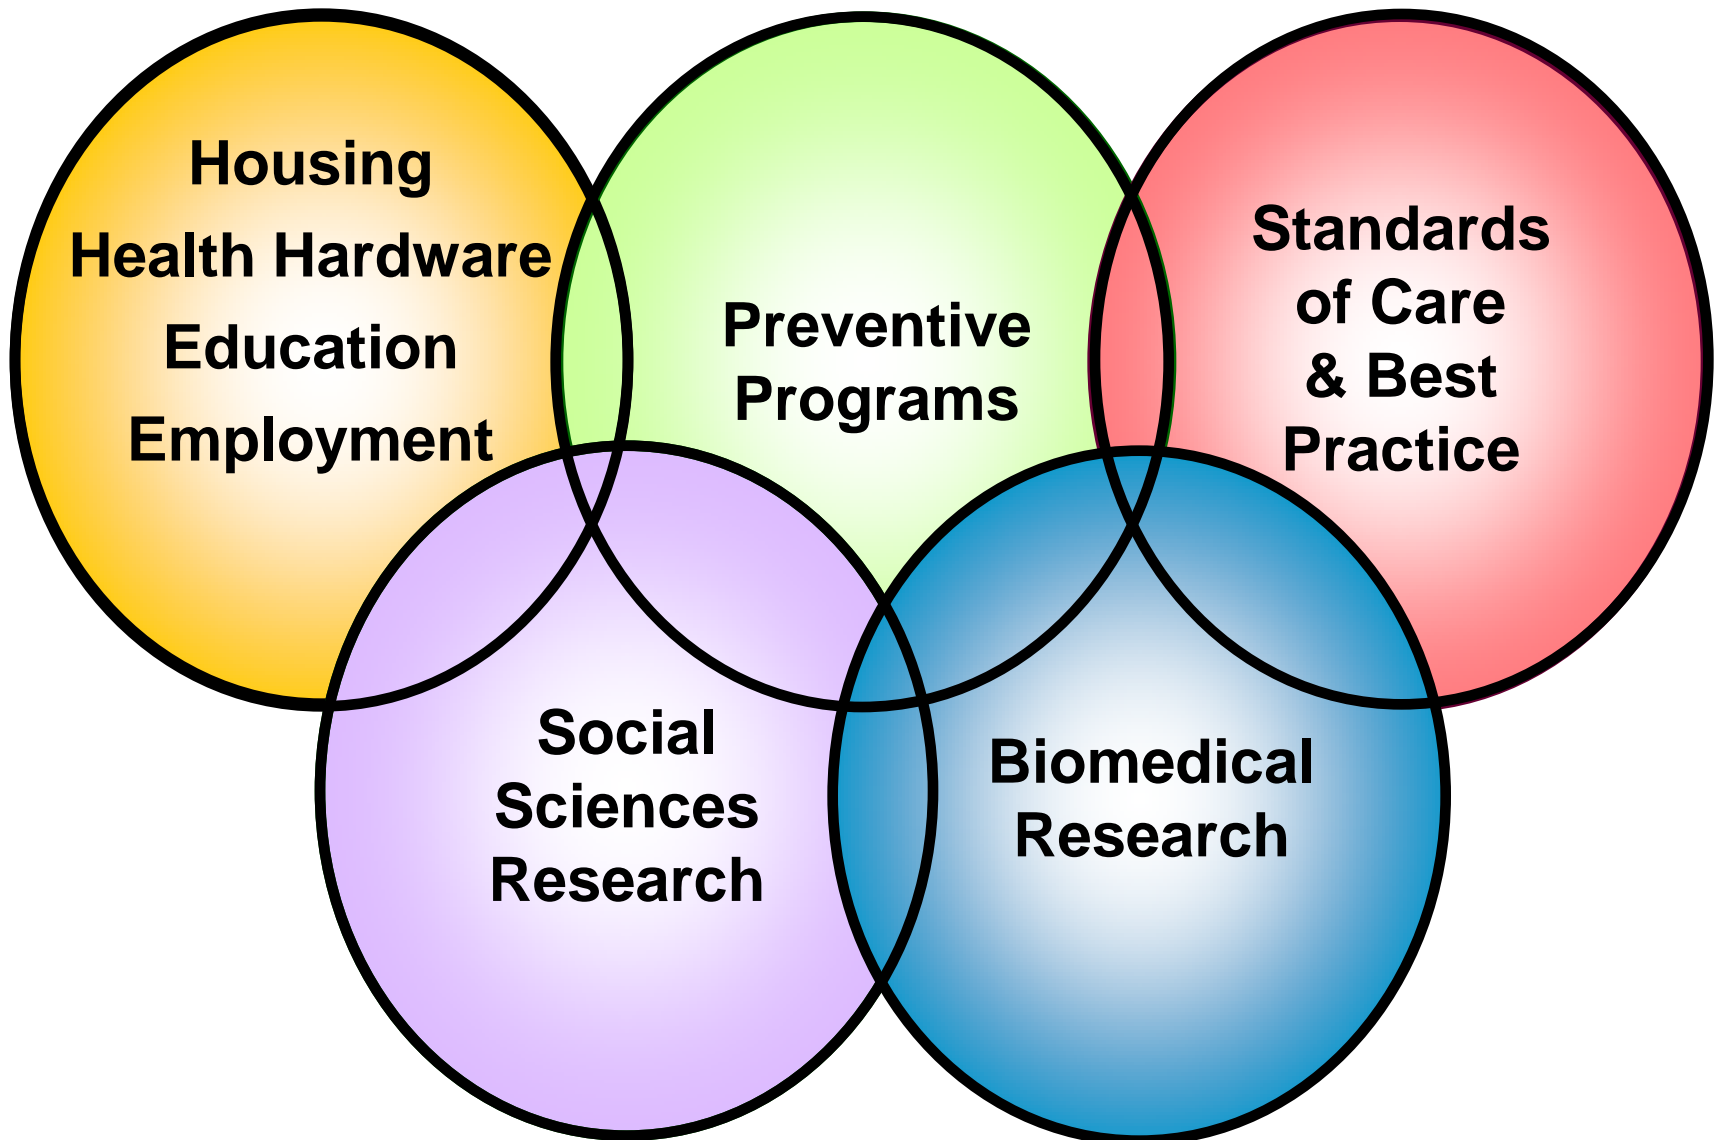 Housing
Health Hardware
Education
Employment
Preventive
Programs
Standards
of Care
& Best
Practice
Social
Sciences
Research
Biomedical
Research